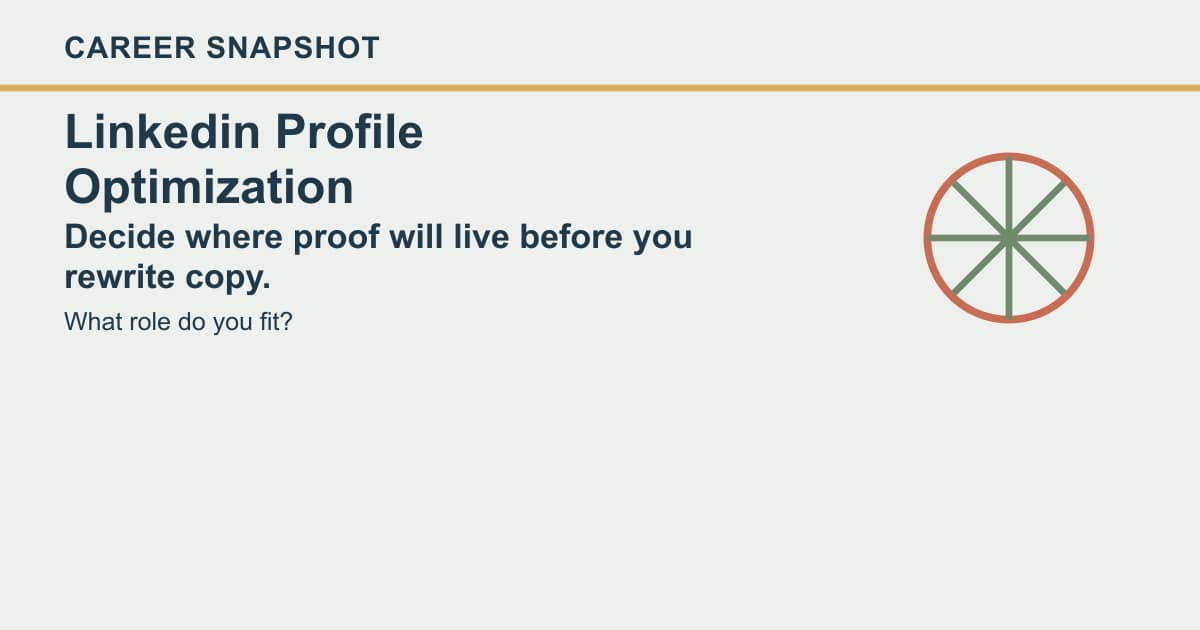 CAREER SNAPSHOT
Linkedin Profile
Optimization
Decide where proof will live before you
rewrite copy.
What role do you fit?